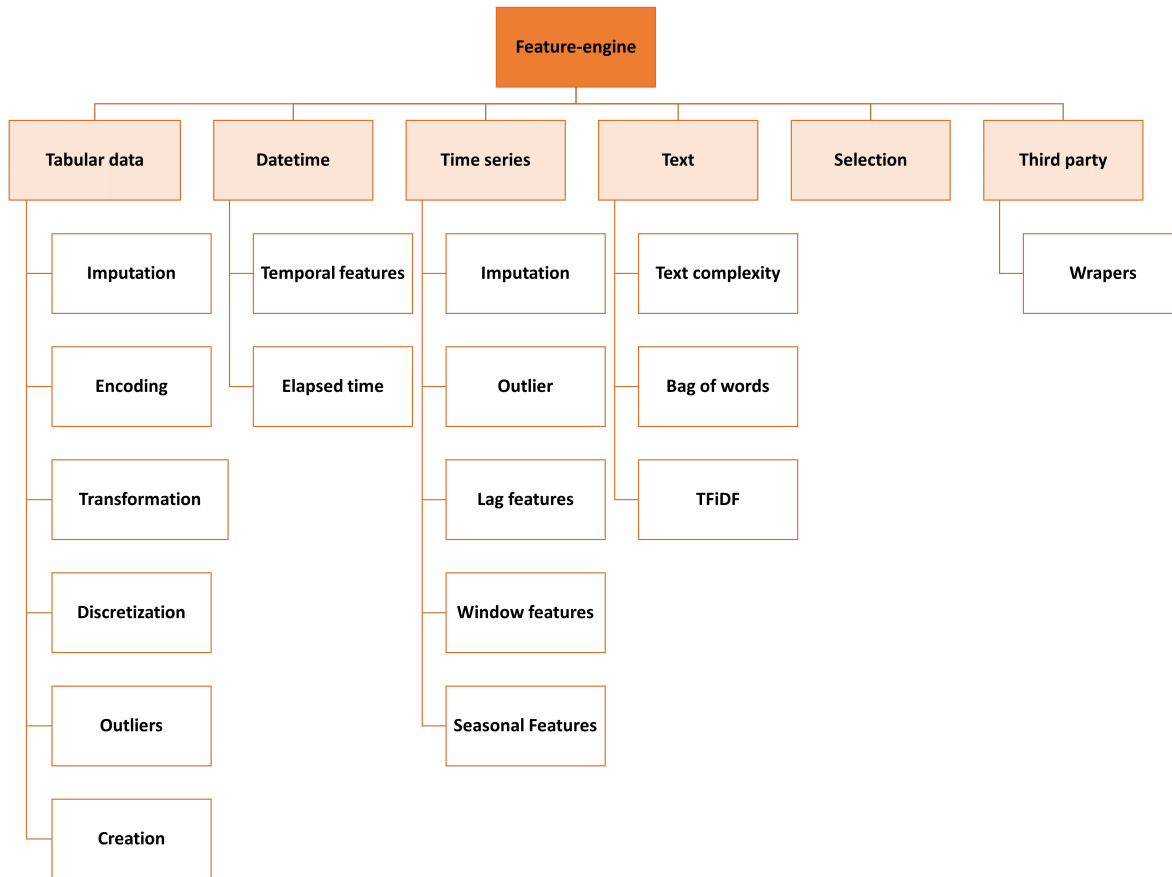 Feature-engine
Tabular data
Datetime
Time series
Text
Selection
Third party
Imputation
Temporal features
Imputation
Text complexity
Wrapers
Encoding
Elapsed time
Outlier
Bag of words
Transformation
Lag features
TFiDF
Discretization
Window features
Outliers
Seasonal Features
Creation